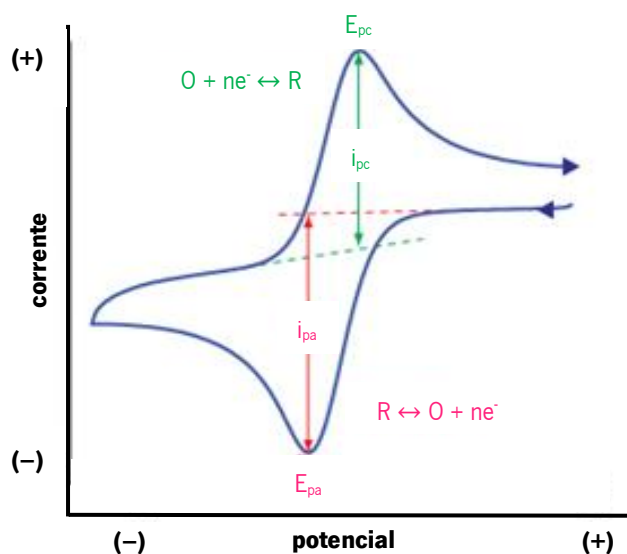 E_pc
(+)
O + ne⁻ ↔ R
i_pc
corrente
i_pa
R ↔ O + ne⁻
(−)
E_pa
(−) potencial (+)